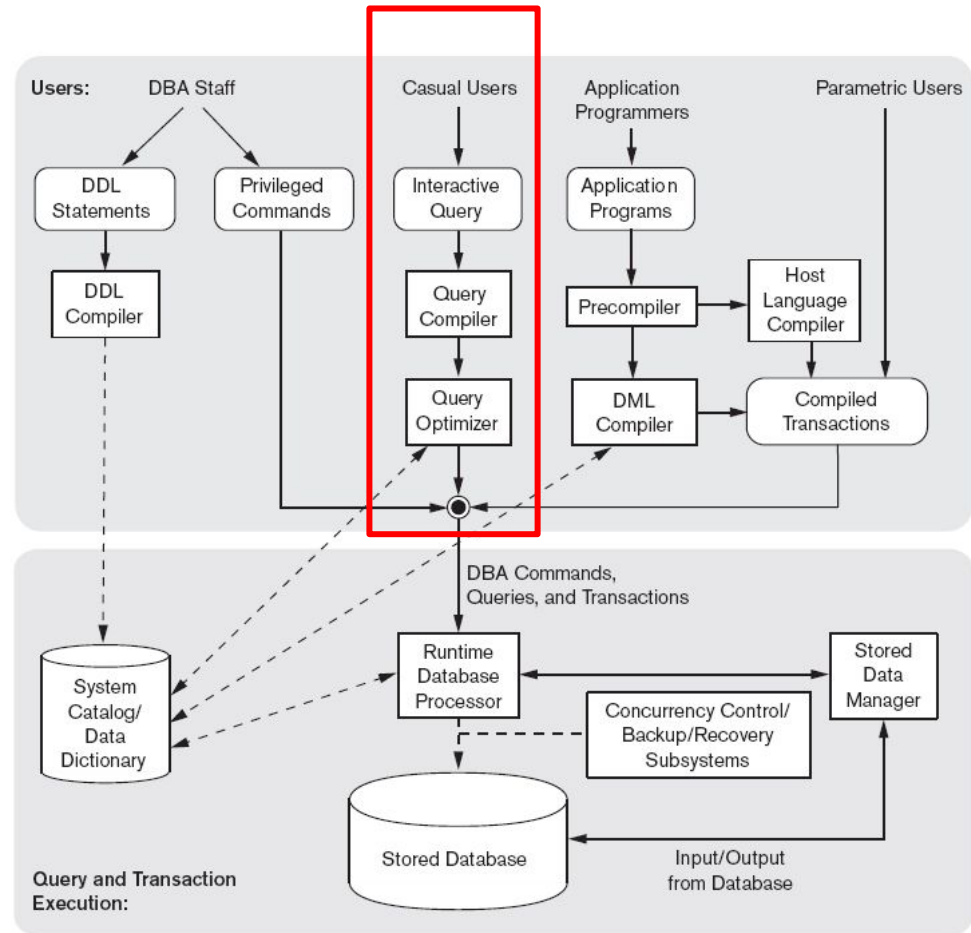 Users:
DBA Staff
Casual Users
Application
Programmers
Parametric Users
DDL
Statements
Privileged
Commands
Interactive
Query
Application
Programs
DDL
Compiler
Query
Compiler
Precompiler
Host
Language
Compiler
Query
Optimizer
DML
Compiler
Compiled
Transactions
DBA Commands,
Queries, and Transactions
System
Catalog/
Data
Dictionary
Runtime
Database
Processor
Stored
Data
Manager
Concurrency Control/
Backup/Recovery
Subsystems
Stored Database
Input/Output
from Database
Query and Transaction
Execution: